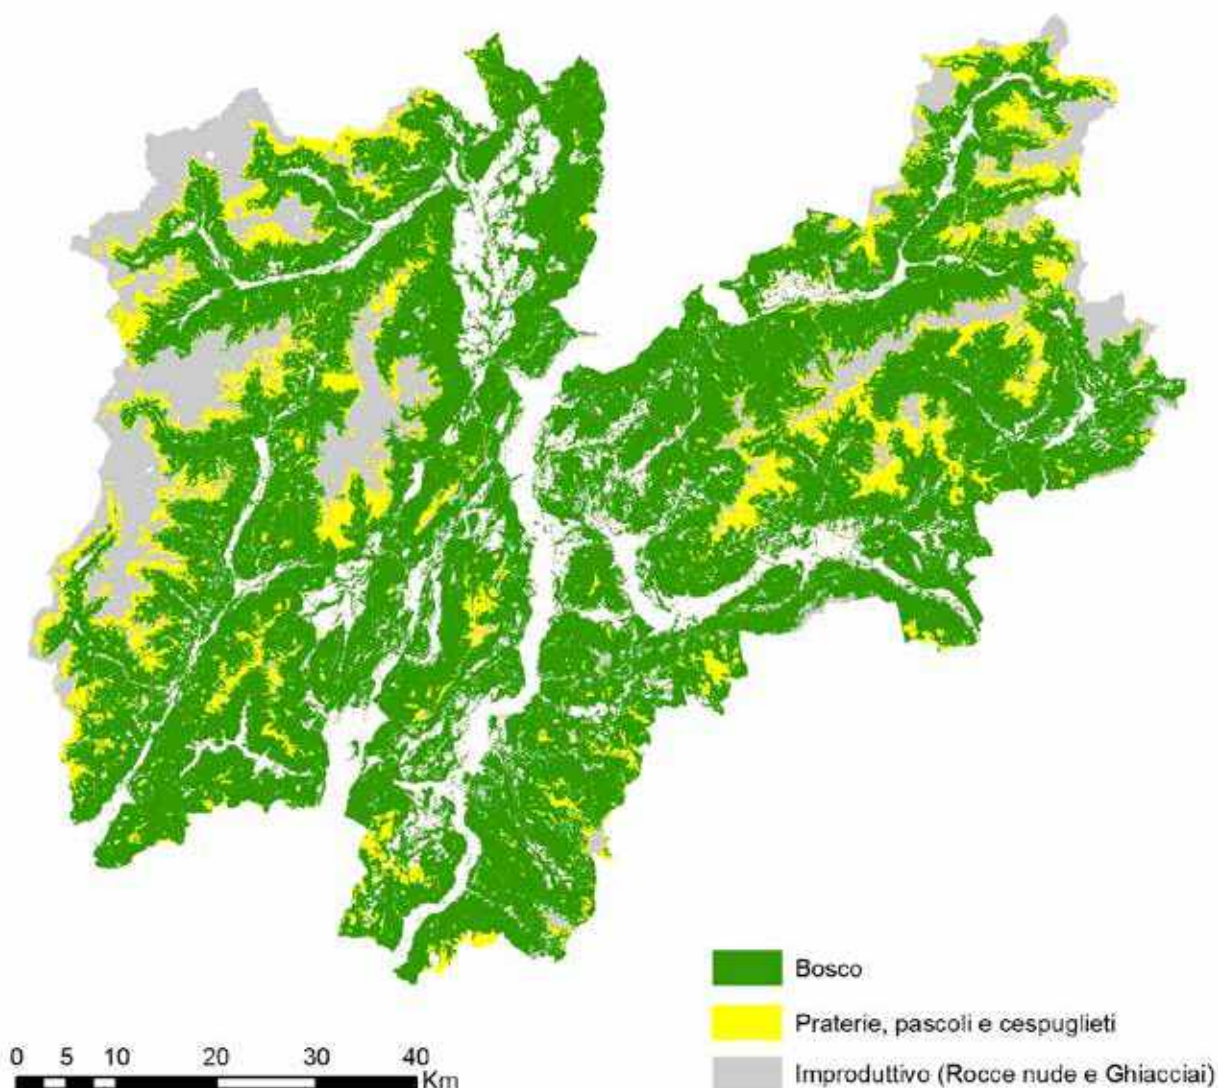 Bosco
Praterie, pascoli e cespuglieti
Improduttivo (Rocce nude e Ghiacciai)
0 5 10 20 30 40
Km